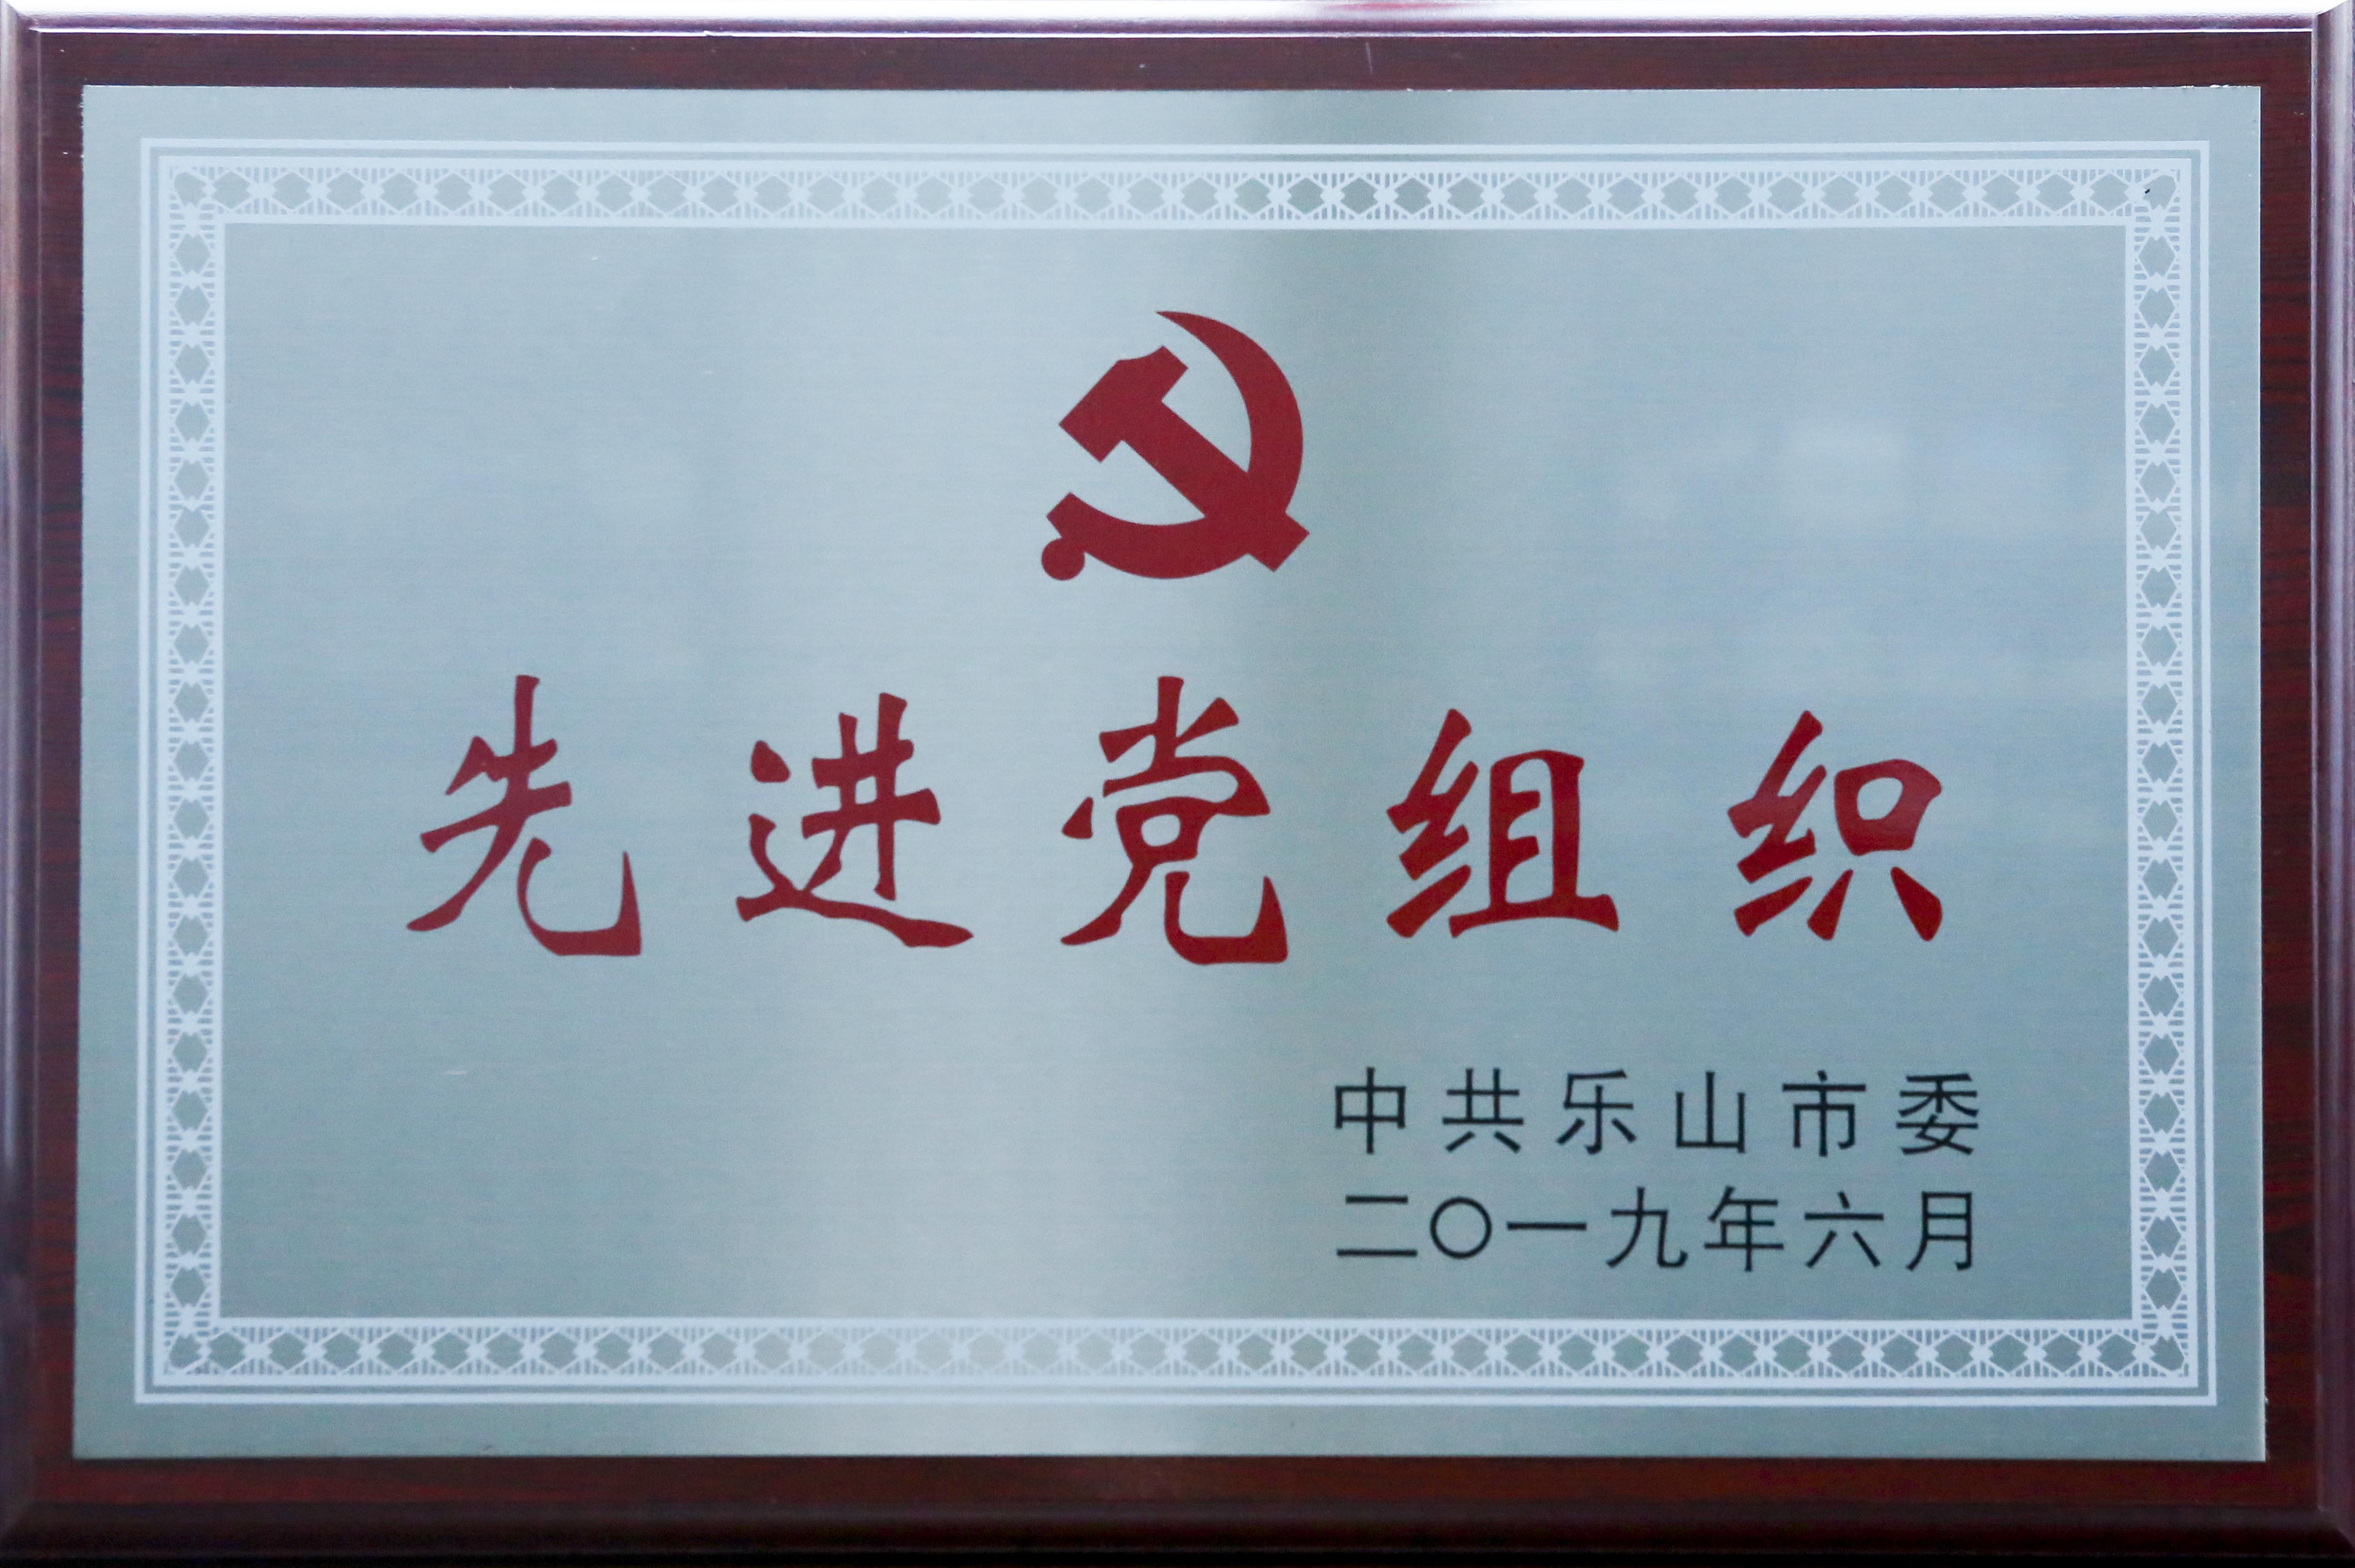 先进党组织
中共乐山市委
二〇一九年六月